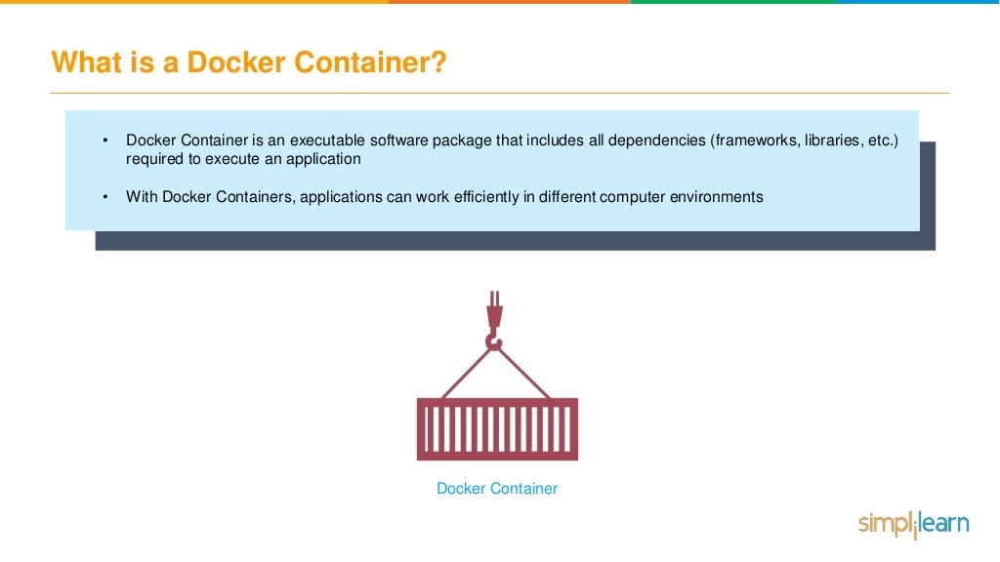 What is a Docker Container?
• Docker Container is an executable software package that includes all dependencies (frameworks, libraries, etc.)
required to execute an application
• With Docker Containers, applications can work efficiently in different computer environments
Docker Container
simplilearn